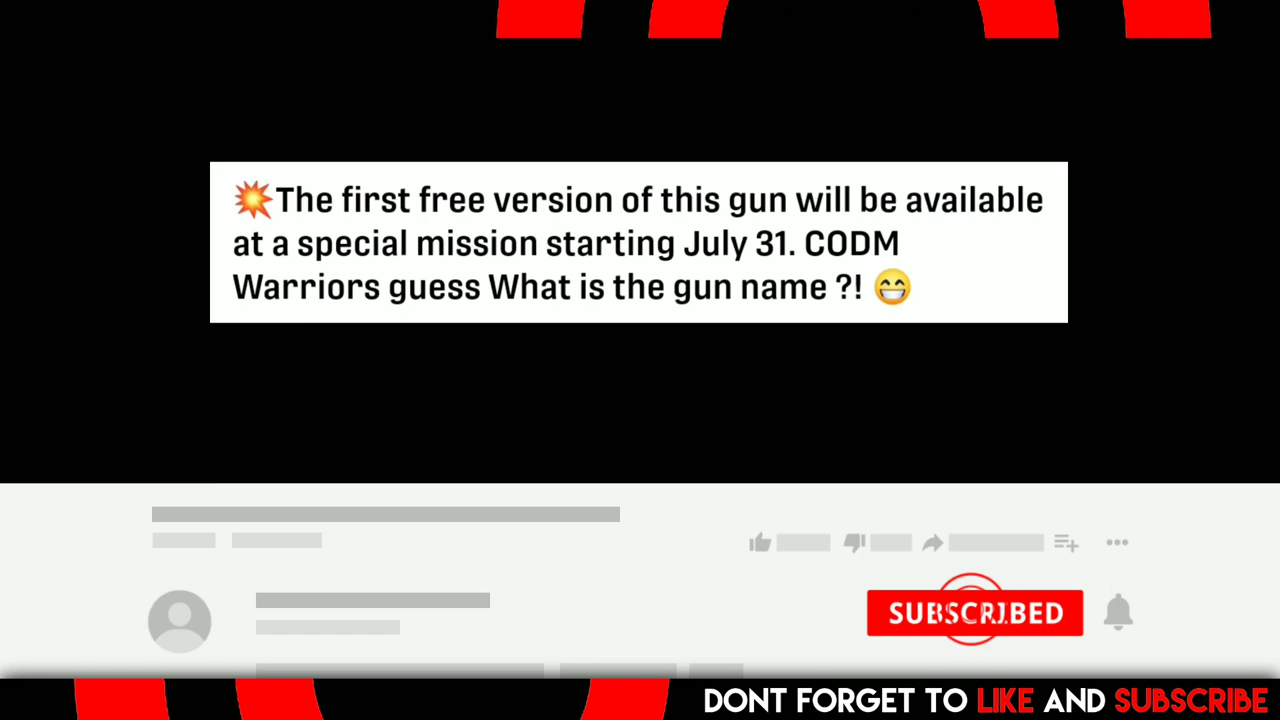 💥The first free version of this gun will be available
at a special mission starting July 31. CODM
Warriors guess What is the gun name ?! 😁
SUBSCRIBED
DONT FORGET TO LIKE AND SUBSCRIBE